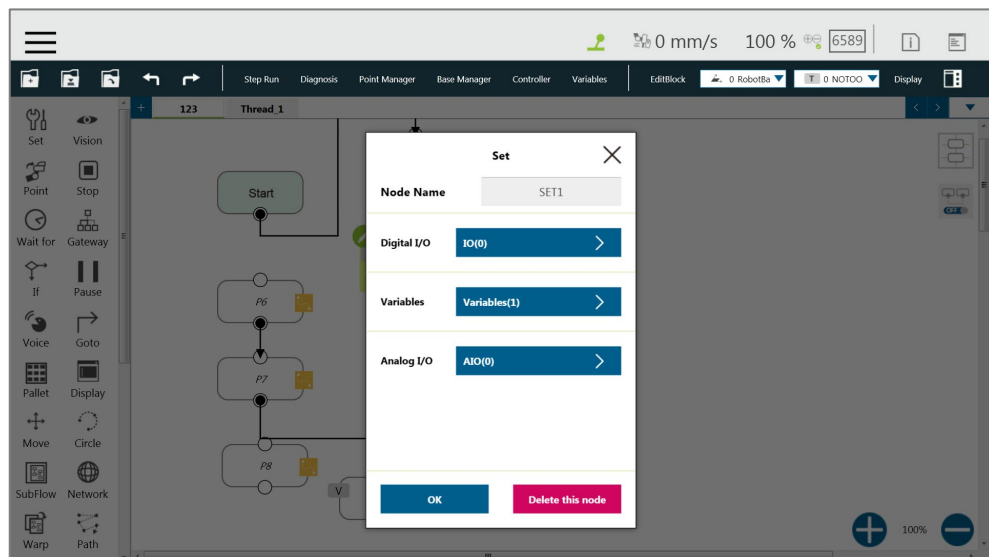 0 mm/s 100 % 6589
Step Run Diagnosis Point Manager Base Manager Controller Variables EditBlock 0 RobotBa T 0 NOTOO Display
+ 123 Thread_1
Set Vision
Point Stop
Wait for Gateway
If Pause
Voice Goto
Pallet Display
Move Circle
SubFlow Network
Warp Path
Start
P6
P7
P8
V
Set
Node Name SET1
Digital I/O IO(0)
Variables Variables(1)
Analog I/O AIO(0)
OK Delete this node
OFF
100%